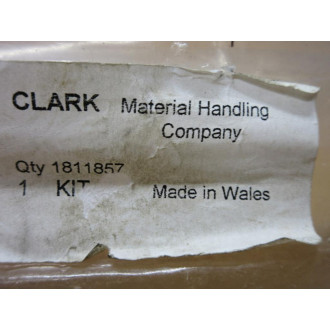 CLARK Material Handling
Company
Qty 1811857
1 KIT Made in Wales